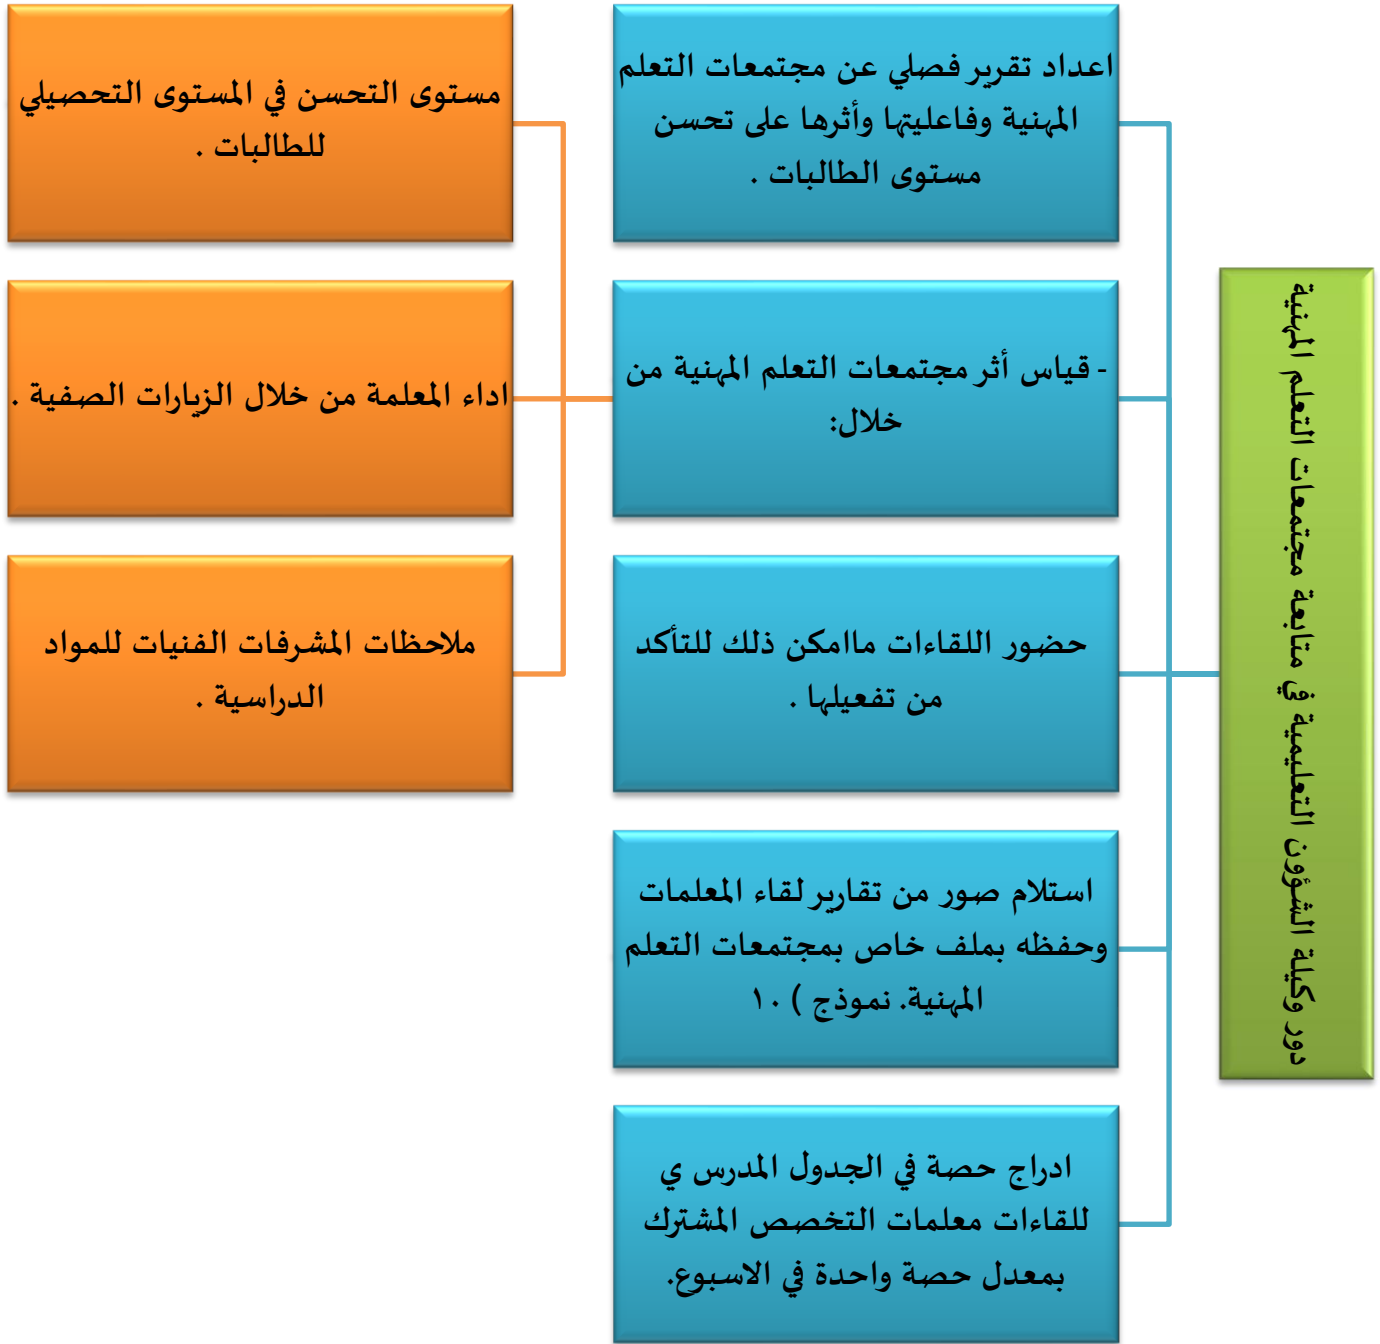 دور وكيلة الشؤون التعليمية في متابعة مجتمعات التعلم المهنية
اعداد تقرير فصلي عن مجتمعات التعلم
المهنية وفاعليتها وأثرها على تحسن
مستوى الطالبات .
- قياس أثر مجتمعات التعلم المهنية من
خلال:
مستوى التحسن في المستوى التحصيلي
للطالبات .
اداء المعلمة من خلال الزيارات الصفية .
ملاحظات المشرفات الفنيات للمواد
الدراسية .
حضور اللقاءات ماامكن ذلك للتأكد
من تفعيلها .
استلام صور من تقارير لقاء المعلمات
وحفظه بملف خاص بمجتمعات التعلم
المهنية. نموذج ) ١٠
ادراج حصة في الجدول المدرس ي
للقاءات معلمات التخصص المشترك
بمعدل حصة واحدة في الاسبوع.